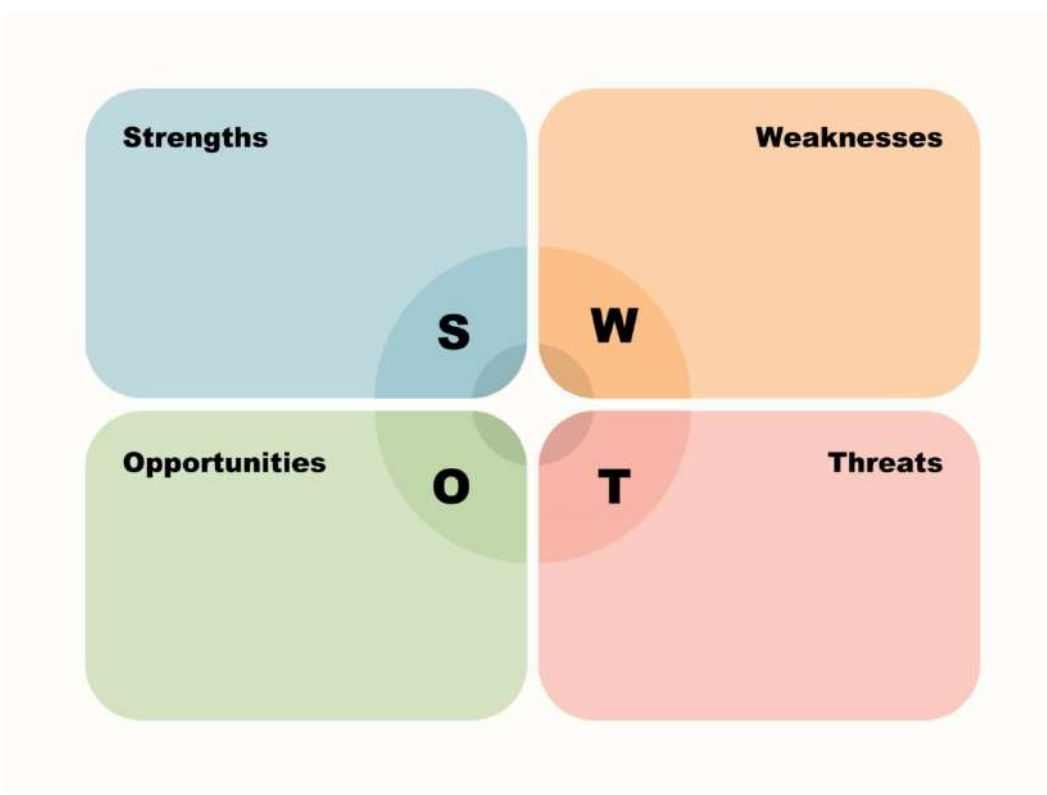 Strengths
Weaknesses
S
W
Opportunities
Threats
O
T